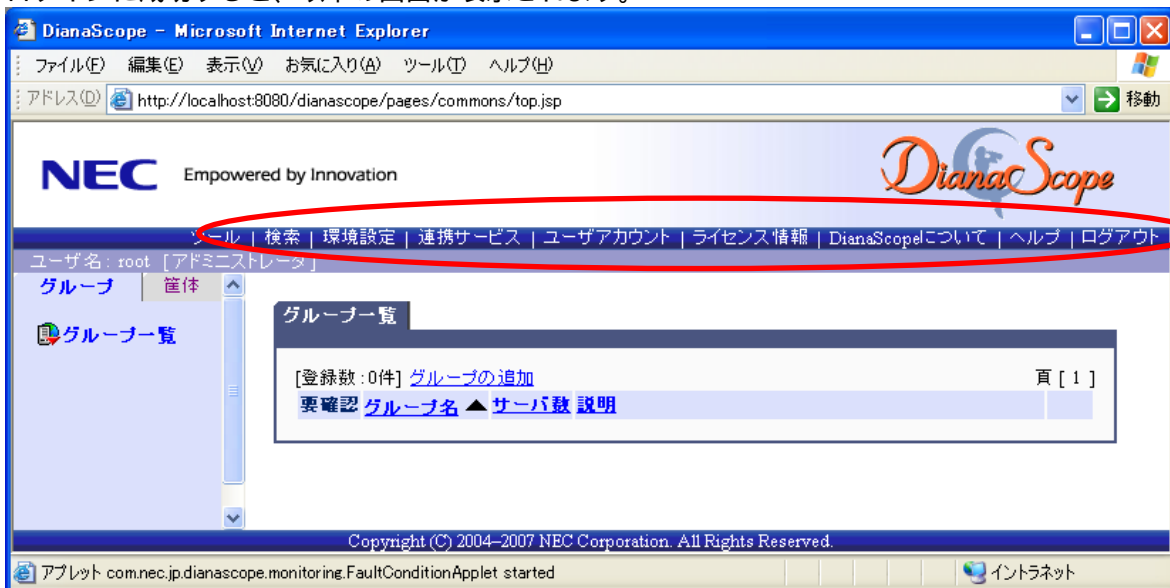 DianaScope - Microsoft Internet Explorer
ファイル(F) 編集(E) 表示(V) お気に入り(A) ツール(T) ヘルプ(H)
アドレス(D) http://localhost:8080/dianascope/pages/commons/top.jsp 移動
NEC Empowered by Innovation DianaScope
ツール | 検索 | 環境設定 | 連携サービス | ユーザアカウント | ライセンス情報 | DianaScopeについて | ヘルプ | ログアウト
ユーザ名 : root [アドミニストレータ]
グループ 筐体
グループ一覧
グループ一覧
[登録数 : 0件] グループの追加 頁 [ 1 ]
要確認 グループ名 ▲ サーバ数 説明
Copyright (C) 2004-2007 NEC Corporation. All Rights Reserved.
アプレット com.nec.jp.dianascope.monitoring.FaultConditionApplet started イントラネット